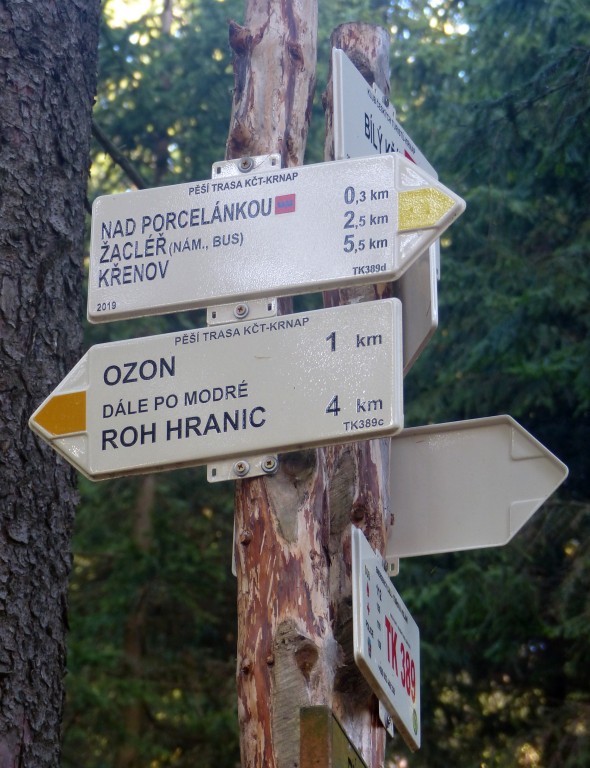 BÍLÝ
PĚŠÍ TRASA KČT-KRNAP
NAD PORCELÁNKOU 0,3 km
ŽACLÉŘ (NÁM., BUS) 2,5 km
KŘENOV 5,5 km
2019 TK389d
PĚŠÍ TRASA KČT-KRNAP
OZON 1 km
DÁLE PO MODRÉ
ROH HRANIC 4 km
TK389c
TK 389